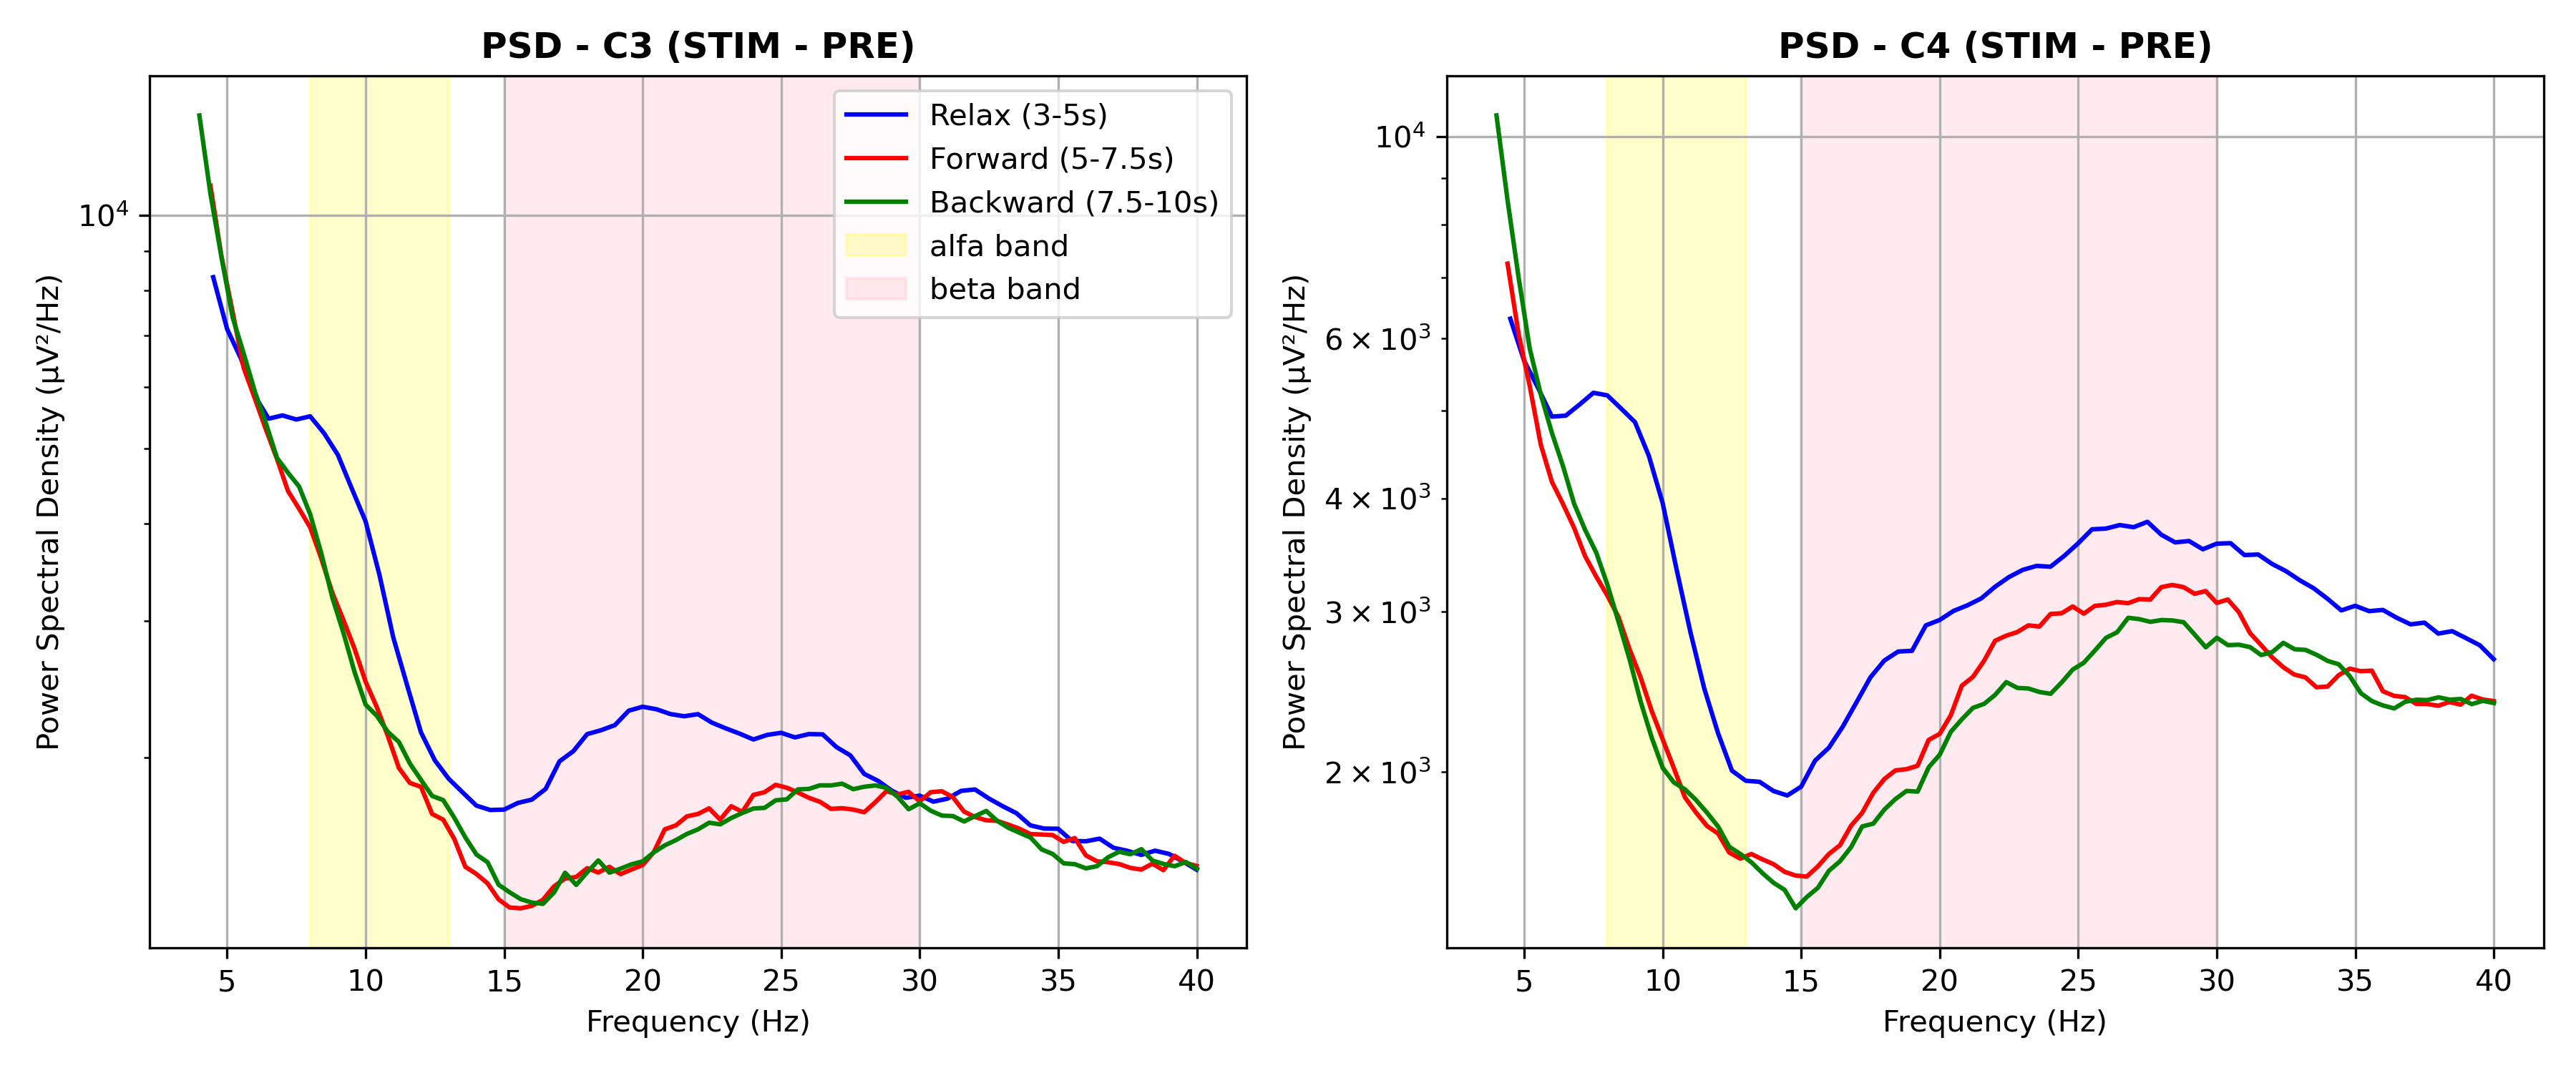 PSD - C3 (STIM - PRE)
Power Spectral Density (µV²/Hz)
10⁴
Relax (3-5s)
Forward (5-7.5s)
Backward (7.5-10s)
alfa band
beta band
5 10 15 20 25 30 35 40
Frequency (Hz)
PSD - C4 (STIM - PRE)
Power Spectral Density (µV²/Hz)
10⁴
6 × 10³
4 × 10³
3 × 10³
2 × 10³
5 10 15 20 25 30 35 40
Frequency (Hz)